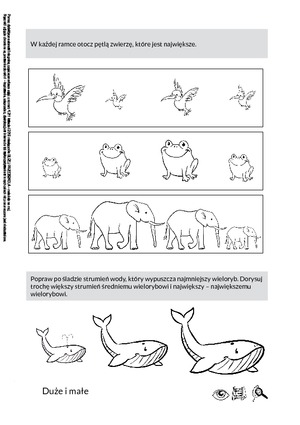 W każdej ramce otocz pętlą zwierzę, które jest największe.
Popraw po śladzie strumień wody, który wypuszcza najmniejszy wieloryb. Dorysuj
trochę większy strumień średniemu wielorybowi i największy – największemu
wielorybowi.
Duże i małe